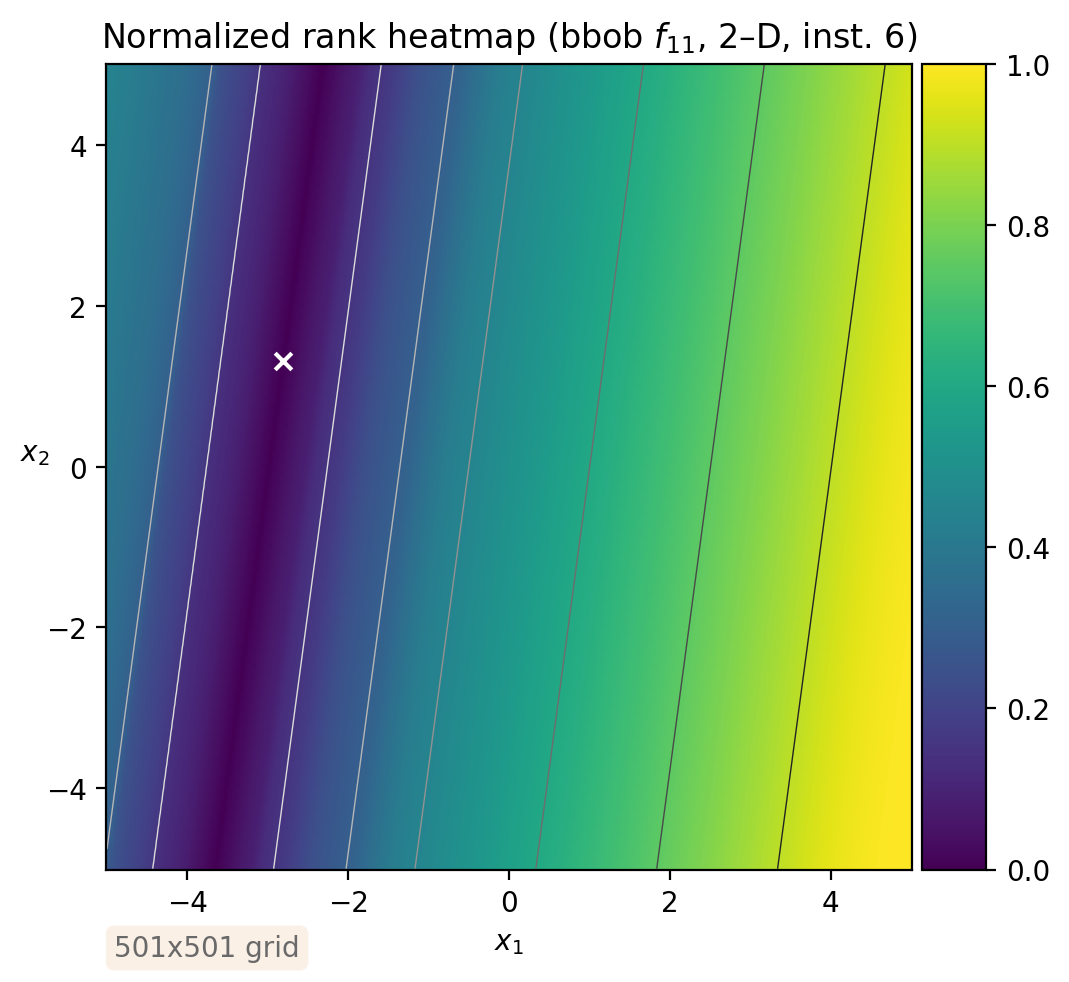 Normalized rank heatmap (bbob f₁₁, 2–D, inst. 6)
4
2
0
−2
−4
x₂
−4 −2 0 2 4
x₁
1.0
0.8
0.6
0.4
0.2
0.0
501x501 grid